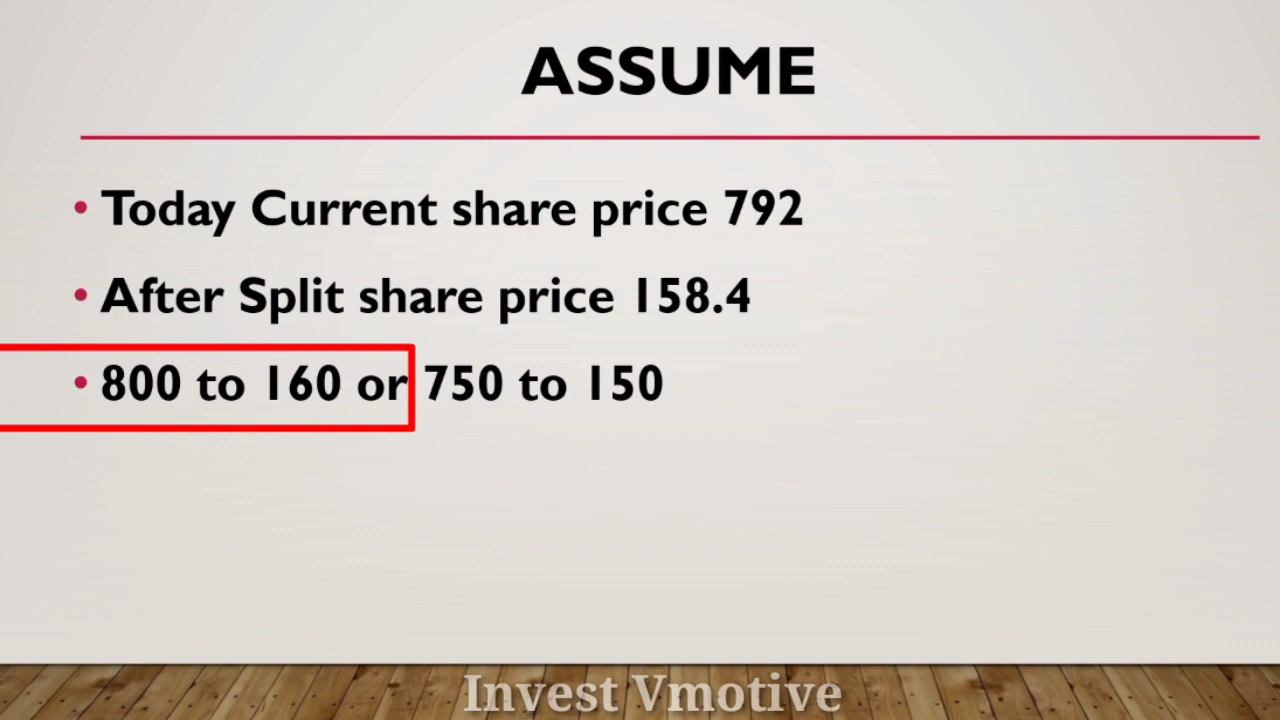 ASSUME
• Today Current share price 792
• After Split share price 158.4
• 800 to 160 or 750 to 150
Invest Vmotive